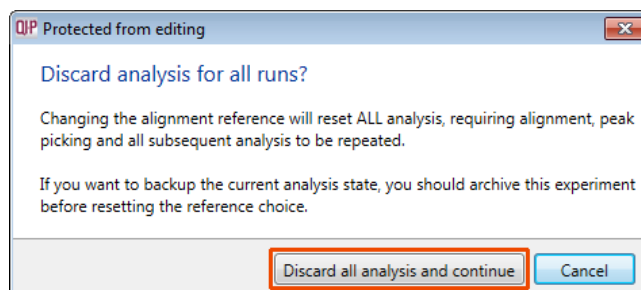 QIP Protected from editing
Discard analysis for all runs?
Changing the alignment reference will reset ALL analysis, requiring alignment, peak
picking and all subsequent analysis to be repeated.
If you want to backup the current analysis state, you should archive this experiment
before resetting the reference choice.
Discard all analysis and continue
Cancel